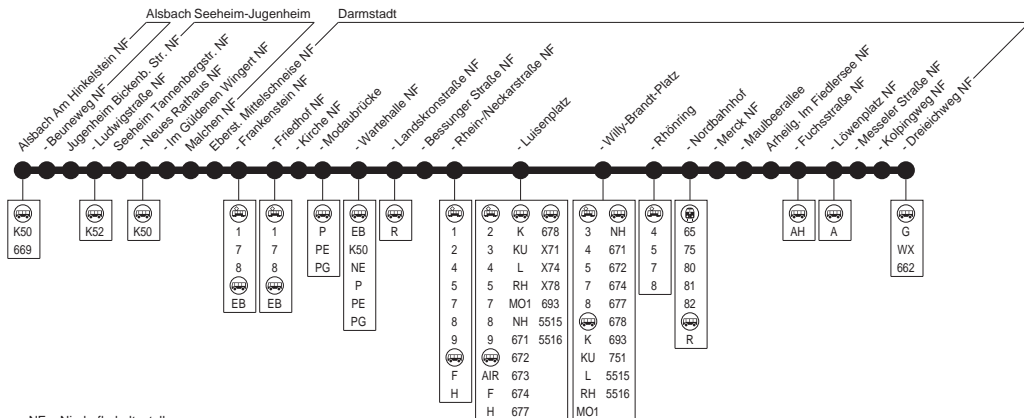 Alsbach Seeheim-Jugenheim Darmstadt
Alsbach Am Hinkelstein NF
- Beuneweg NF
Jugenheim Bickenb. Str. NF
- Ludwigstraße NF
Seeheim Tannenbergstr. NF
- Neues Rathaus NF
- Im Güldenen Wingert NF
Malchen NF
Eberst. Mittelschneise NF
- Frankenstein NF
- Friedhof NF
- Kirche NF
- Modaubrücke
- Wartehalle NF
- Landskronstraße NF
- Bessunger Straße NF
- Rhein-/Neckarstraße NF
- Luisenplatz
- Willy-Brandt-Platz
- Rhönring
- Nordbahnhof
- Merck NF
- Maulbeerallee
Arheilg. Im Fiedlersee NF
- Fuchsstraße NF
- Löwenplatz NF
- Messeler Straße NF
- Kolpingweg NF
- Dreieichweg NF
K50
669
K52
K50
1
7
8
EB
1
7
8
EB
P
PE
PG
EB
K50
NE
P
PE
PG
R
1
2
4
5
7
8
9
F
H
2 K 678
3 KU X71
4 L X74
5 RH X78
7 MO1 693
8 NH 5515
9 671 5516
672
AIR 673
F 674
H 677
3 NH
4 671
5 672
7 674
8 677
678
K 693
KU 751
L 5515
RH 5516
MO1
4
5
7
8
65
75
80
81
82
R
AH
A
G
WX
662